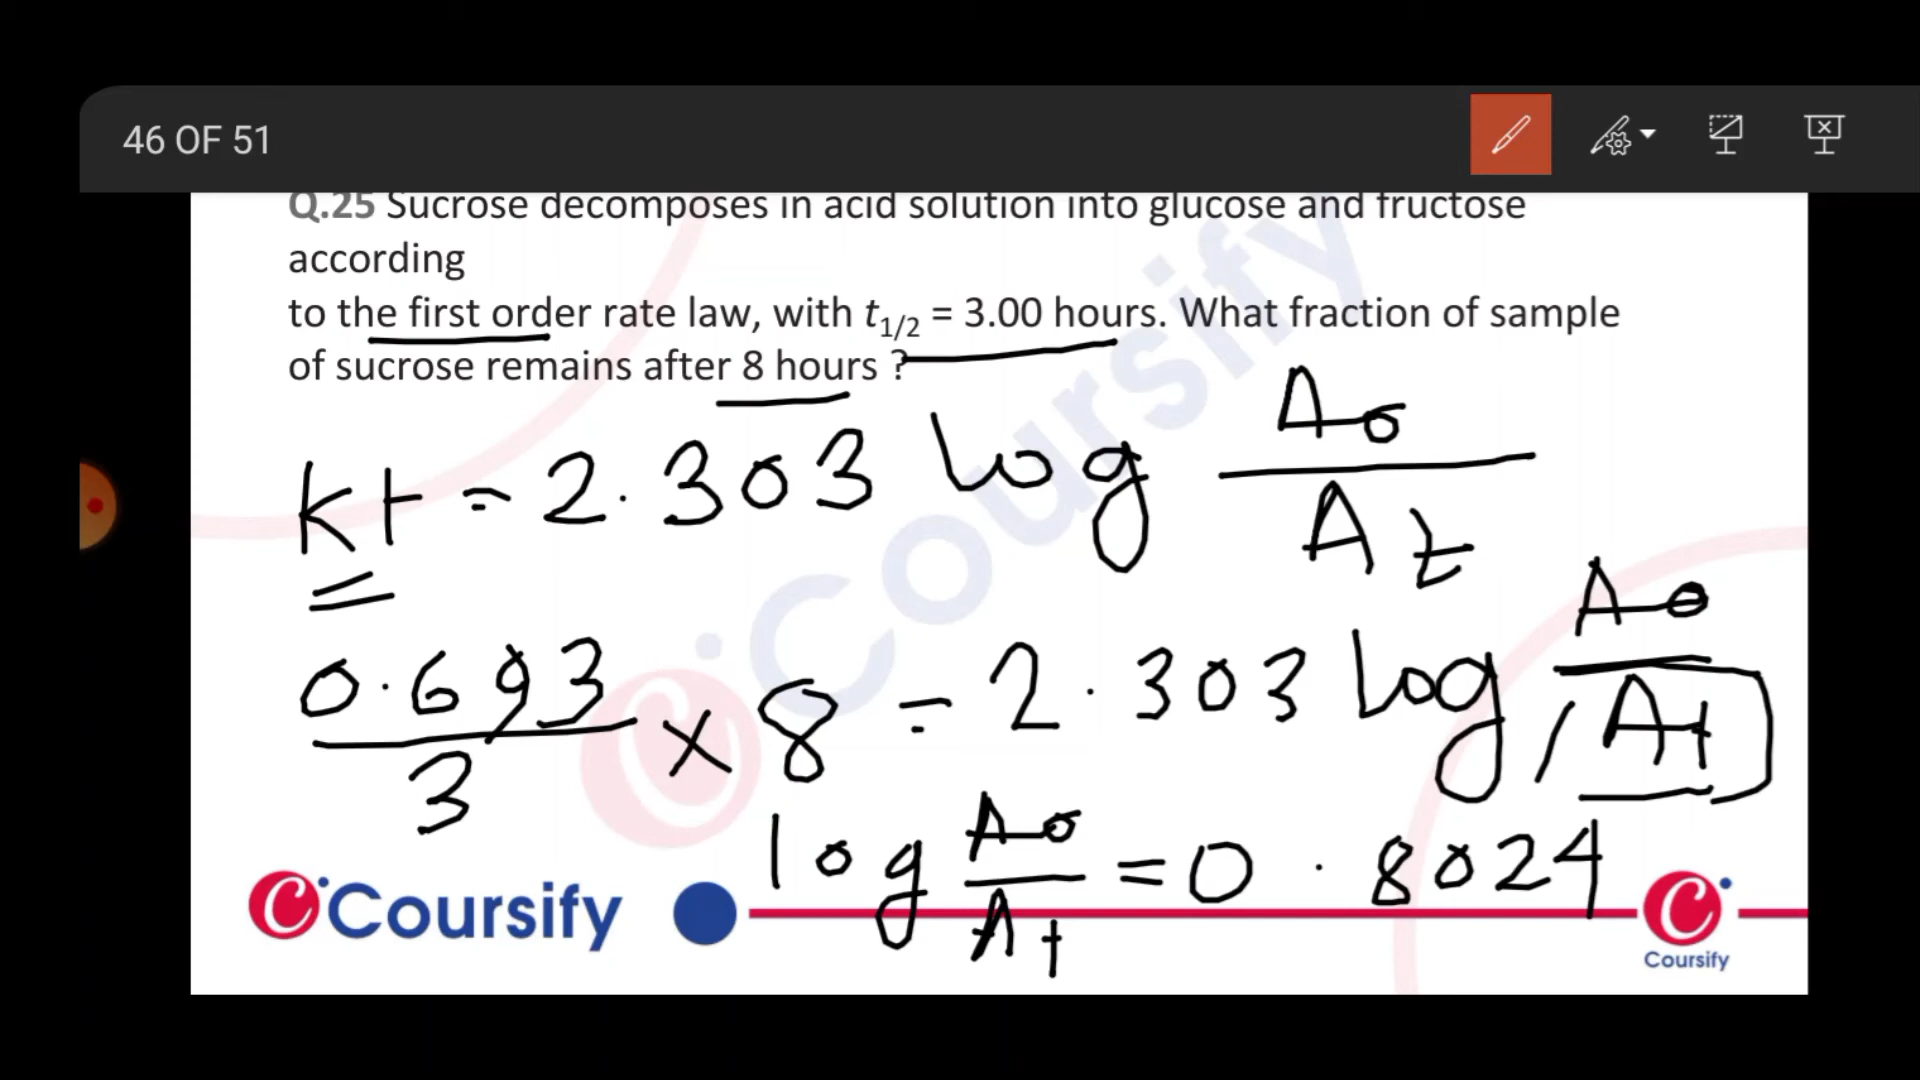 46 OF 51
Q.25 Sucrose decomposes in acid solution into glucose and fructose
according
to the first order rate law, with t1/2 = 3.00 hours. What fraction of sample
of sucrose remains after 8 hours ?
kt = 2.303 log Ao
At
0.693 × 8 = 2.303 log Ao
3 At
log Ao = 0.8024
At
Coursify
Coursify
Coursify